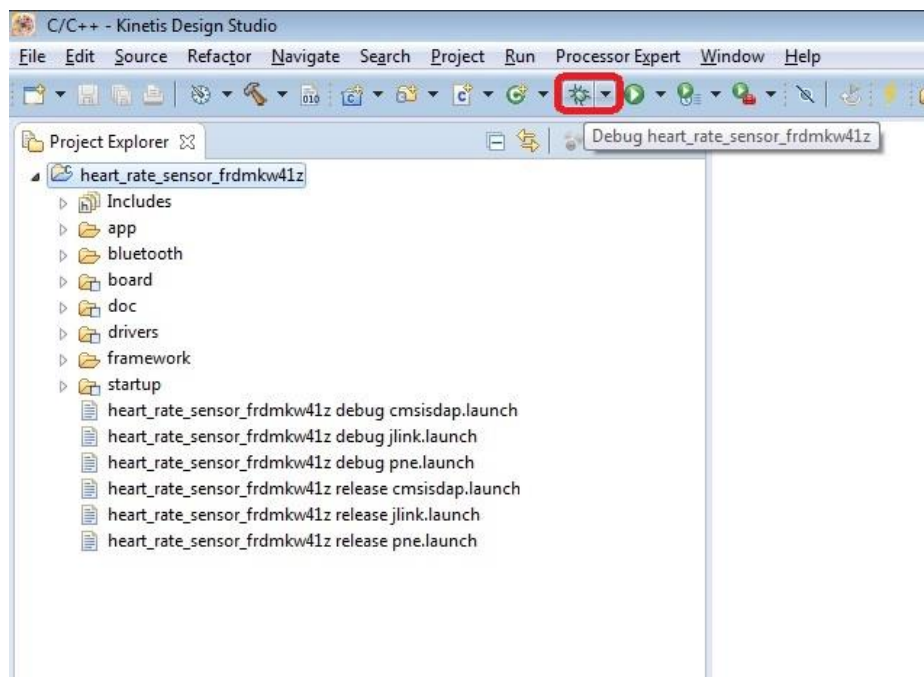 C/C++ - Kinetis Design Studio
File Edit Source Refactor Navigate Search Project Run Processor Expert Window Help
010
Project Explorer
Debug heart_rate_sensor_frdmkw41z
heart_rate_sensor_frdmkw41z
Includes
app
bluetooth
board
doc
drivers
framework
startup
heart_rate_sensor_frdmkw41z debug cmsisdap.launch
heart_rate_sensor_frdmkw41z debug jlink.launch
heart_rate_sensor_frdmkw41z debug pne.launch
heart_rate_sensor_frdmkw41z release cmsisdap.launch
heart_rate_sensor_frdmkw41z release jlink.launch
heart_rate_sensor_frdmkw41z release pne.launch